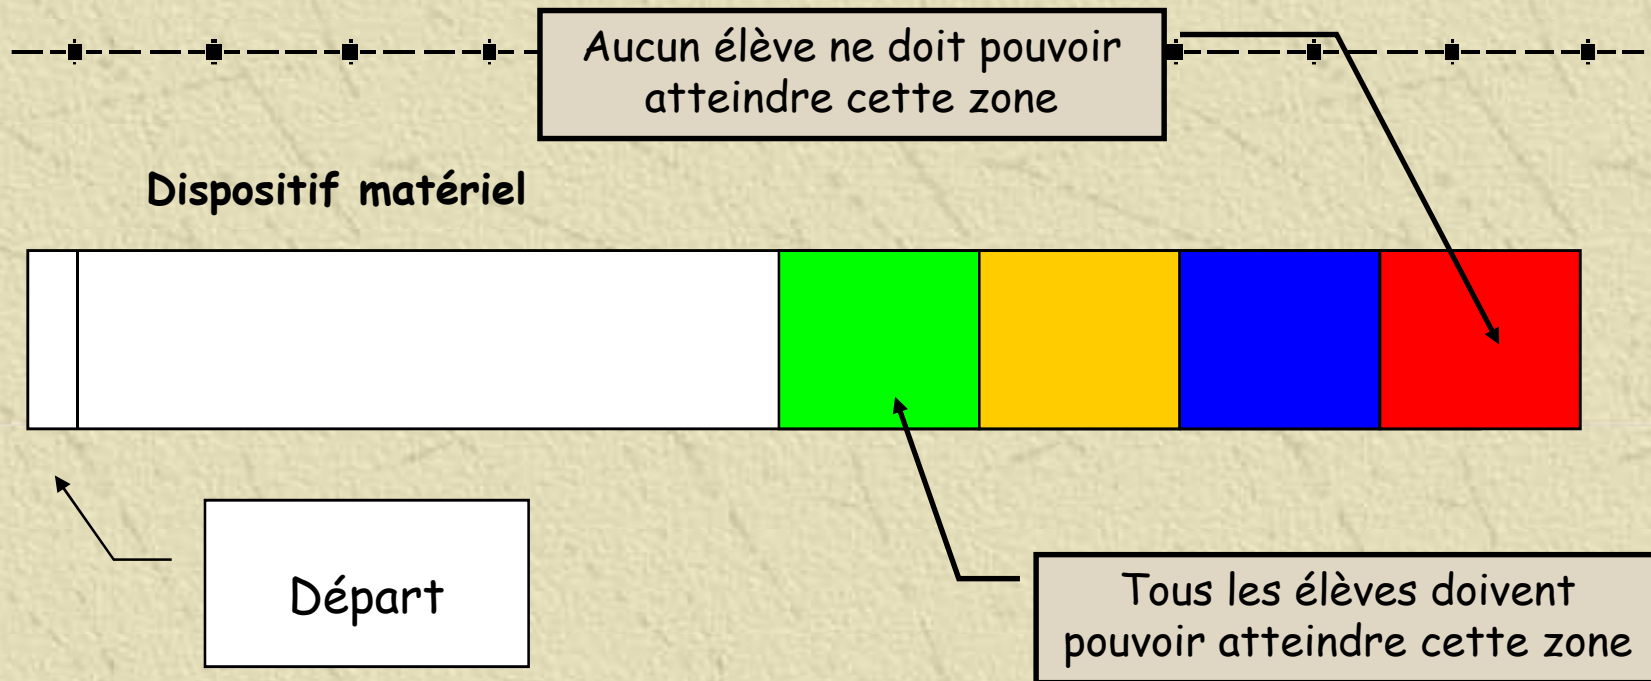 Aucun élève ne doit pouvoir
atteindre cette zone
Dispositif matériel
Départ
Tous les élèves doivent
pouvoir atteindre cette zone